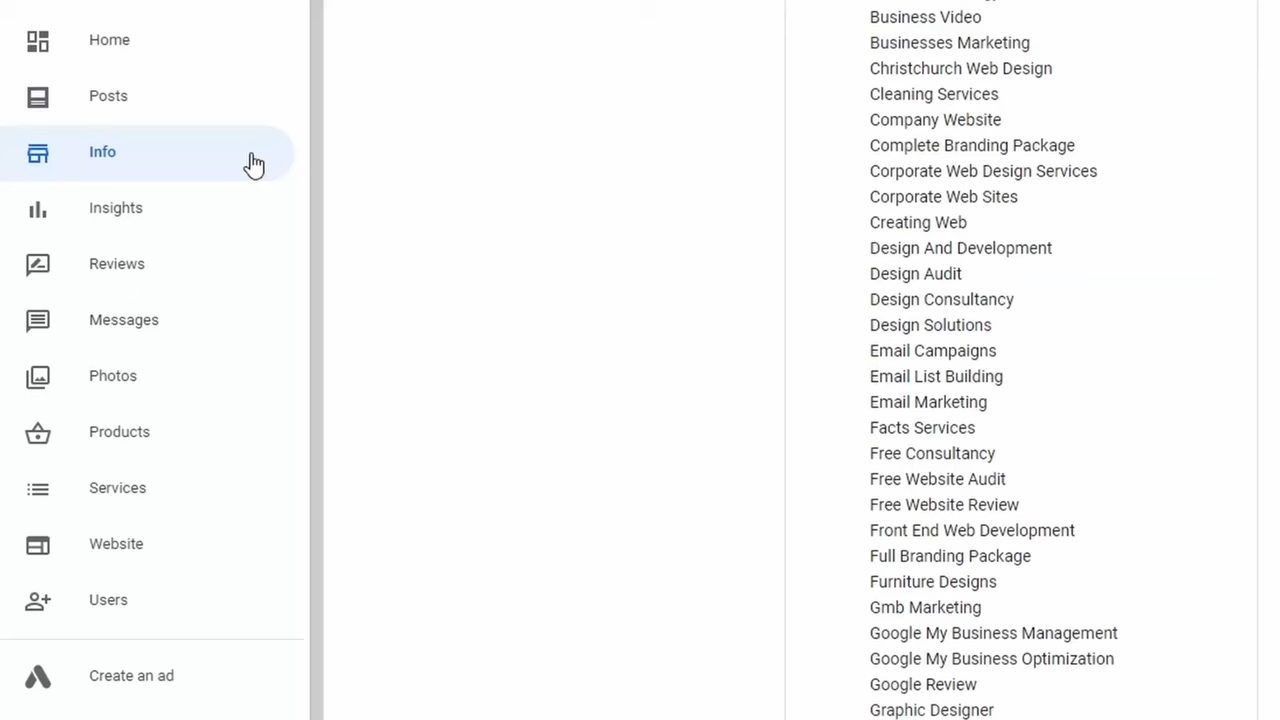 Home
Posts
Info
Insights
Reviews
Messages
Photos
Products
Services
Website
Users
Create an ad
Business Video
Businesses Marketing
Christchurch Web Design
Cleaning Services
Company Website
Complete Branding Package
Corporate Web Design Services
Corporate Web Sites
Creating Web
Design And Development
Design Audit
Design Consultancy
Design Solutions
Email Campaigns
Email List Building
Email Marketing
Facts Services
Free Consultancy
Free Website Audit
Free Website Review
Front End Web Development
Full Branding Package
Furniture Designs
Gmb Marketing
Google My Business Management
Google My Business Optimization
Google Review
Graphic Designer